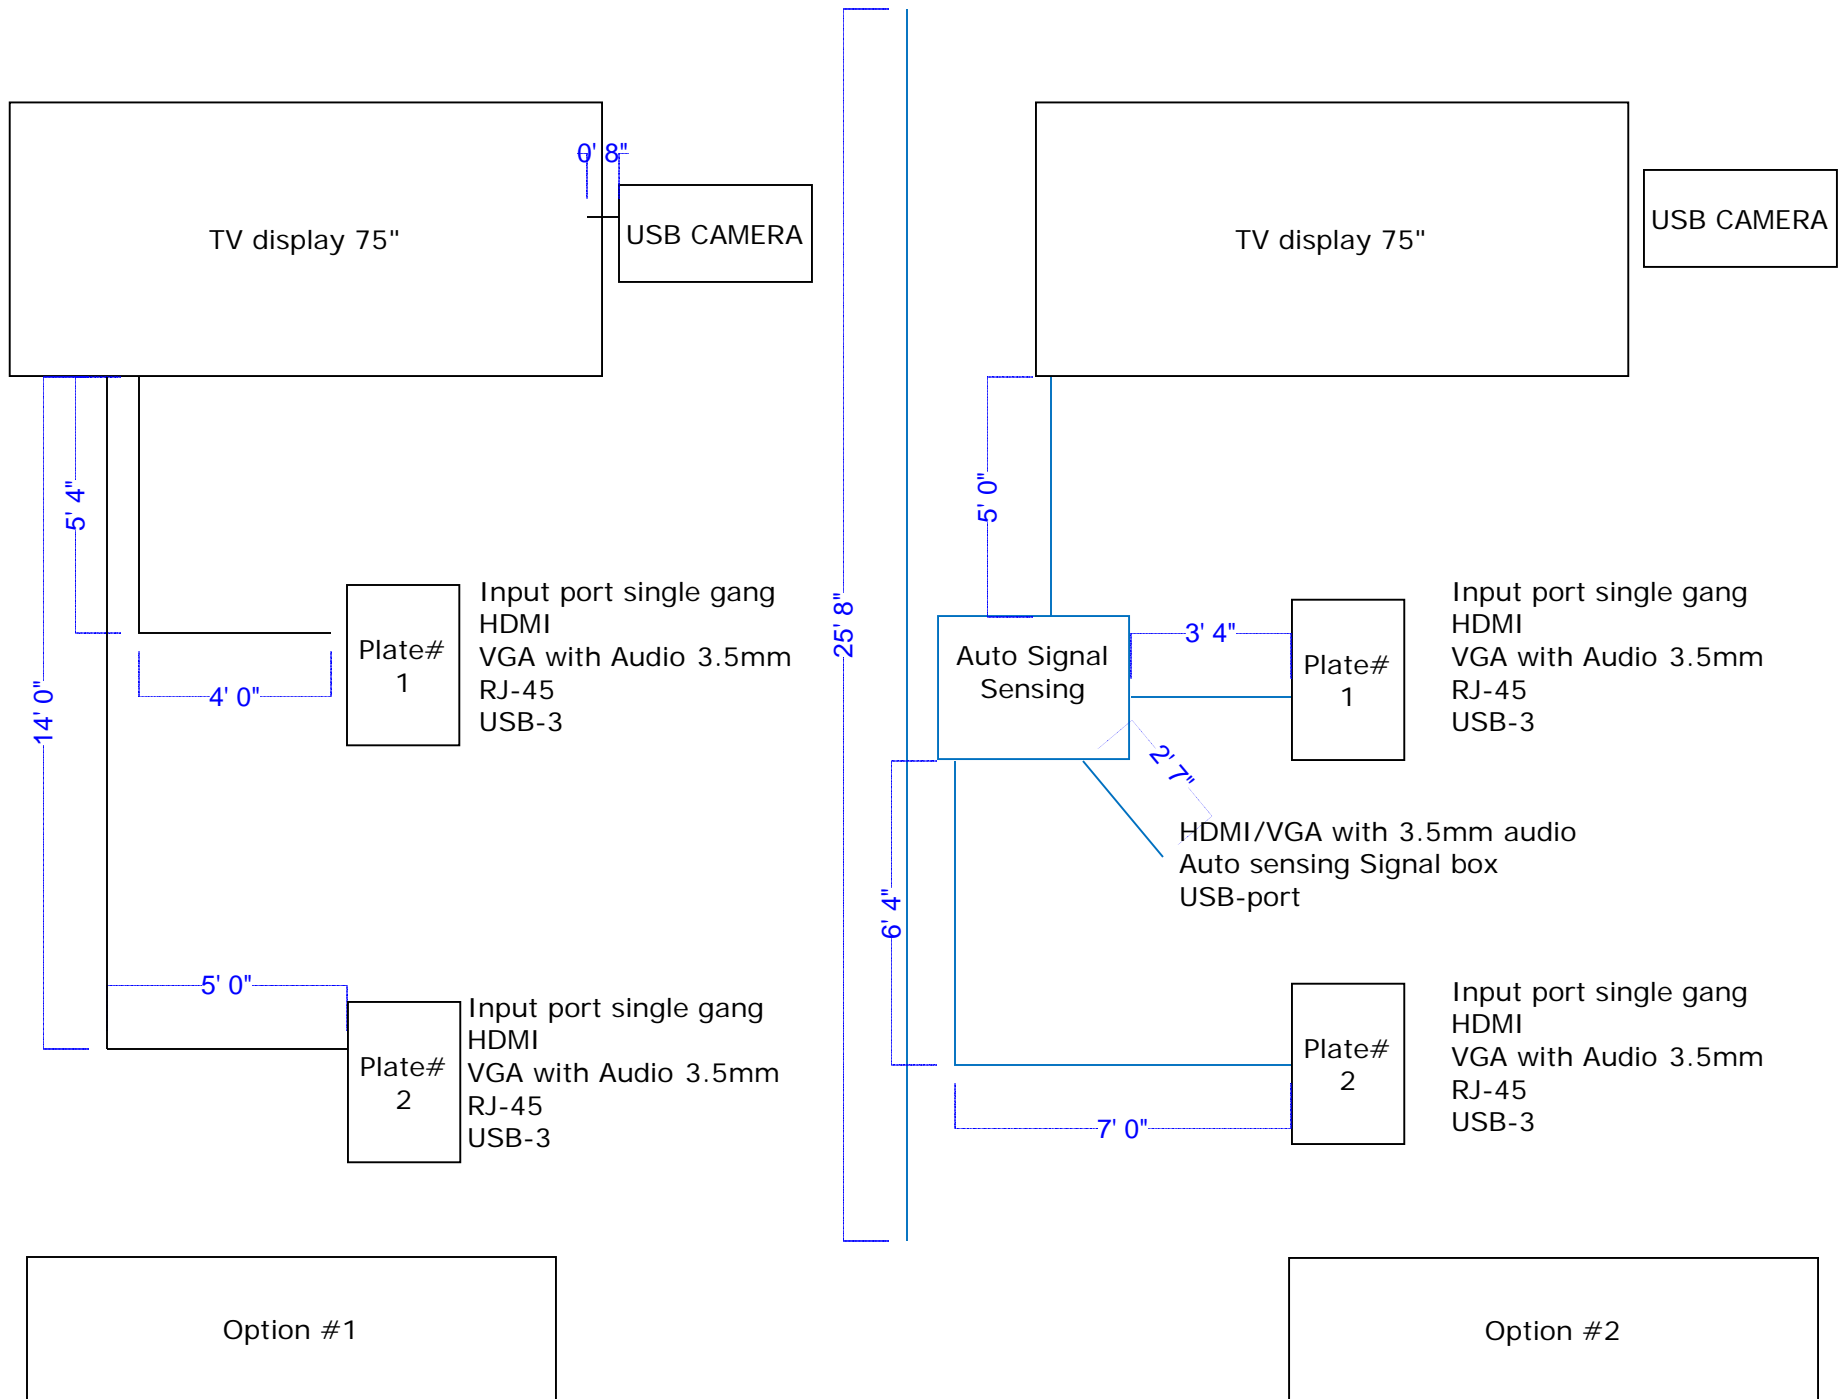 0' 8"
TV display 75"
USB CAMERA
5' 4"
14' 0"
4' 0"
Plate#
1
Input port single gang
HDMI
VGA with Audio 3.5mm
RJ-45
USB-3
5' 0"
Plate#
2
Input port single gang
HDMI
VGA with Audio 3.5mm
RJ-45
USB-3
Option #1
25' 8"
TV display 75"
USB CAMERA
5' 0"
Auto Signal
Sensing
3' 4"
Plate#
1
Input port single gang
HDMI
VGA with Audio 3.5mm
RJ-45
USB-3
2' 7"
HDMI/VGA with 3.5mm audio
Auto sensing Signal box
USB-port
6' 4"
7' 0"
Plate#
2
Input port single gang
HDMI
VGA with Audio 3.5mm
RJ-45
USB-3
Option #2